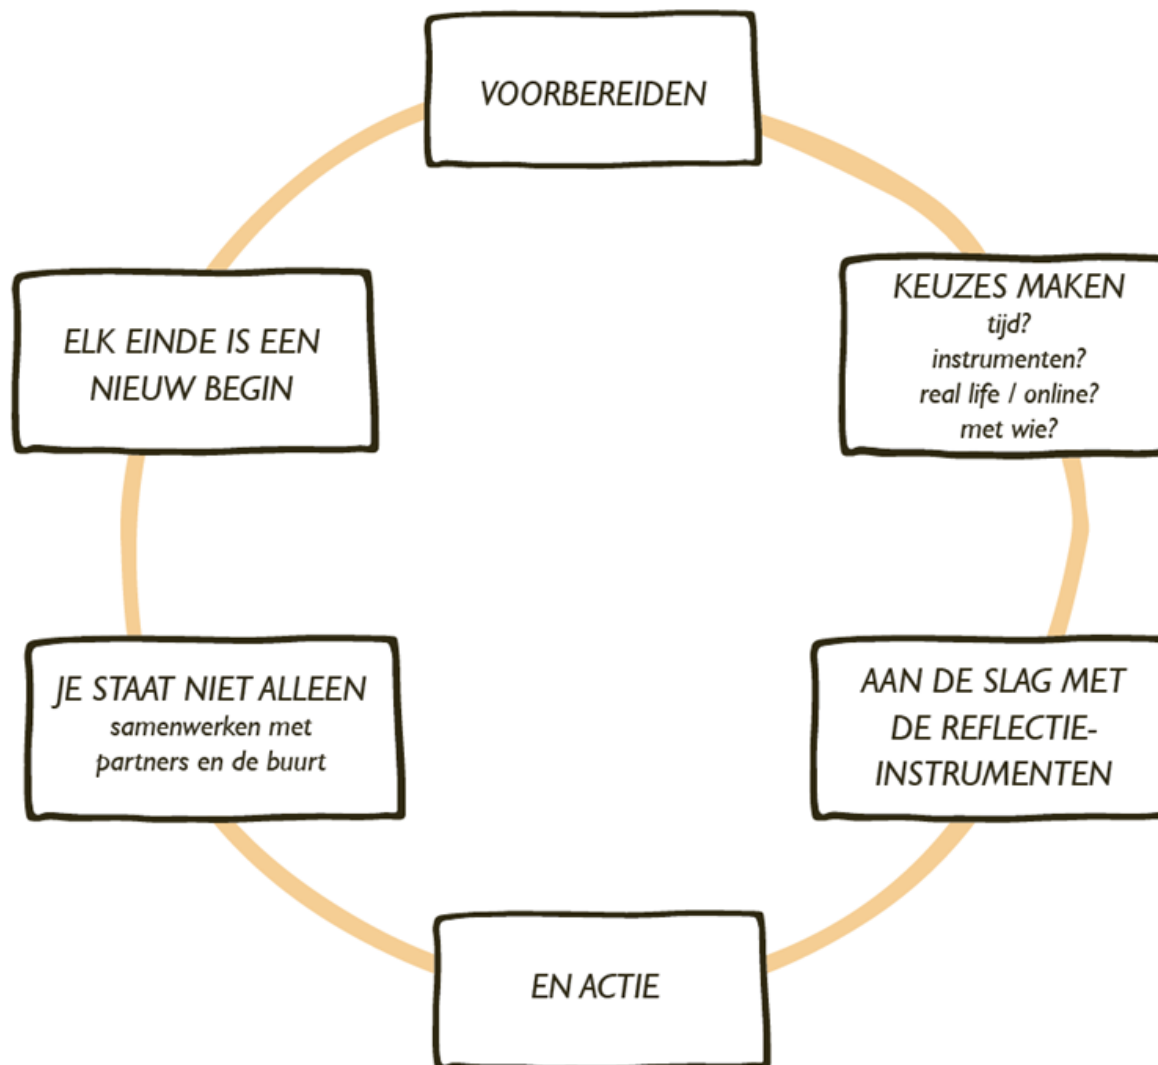 VOORBEREIDEN
KEUZES MAKEN
tijd?
instrumenten?
real life / online?
met wie?
AAN DE SLAG MET
DE REFLECTIE-
INSTRUMENTEN
EN ACTIE
JE STAAT NIET ALLEEN
samenwerken met
partners en de buurt
ELK EINDE IS EEN
NIEUW BEGIN